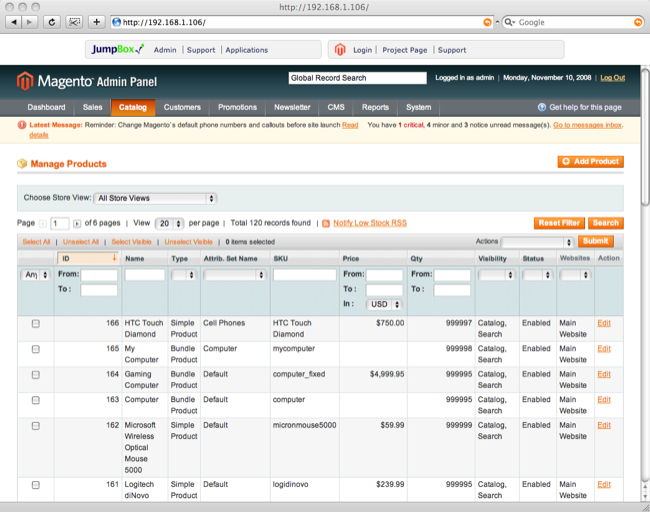 http://192.168.1.106/
http://192.168.1.106/
Google
JumpBox Admin | Support | Applications
Login | Project Page | Support
Magento Admin Panel
Global Record Search
Logged in as admin | Monday, November 10, 2008 | Log Out
Dashboard Sales Catalog Customers Promotions Newsletter CMS Reports System
Get help for this page
Latest Message: Reminder: Change Magento's default phone numbers and callouts before site launch Read details
You have 1 critical, 4 minor and 3 notice unread message(s). Go to messages inbox.
Manage Products
Add Product
Choose Store View: All Store Views
Page 1 of 6 pages | View 20 per page | Total 120 records found | Notify Low Stock RSS
Reset Filter Search
Select All | Unselect All | Select Visible | Unselect Visible | 0 items selected
Actions Submit
ID Name Type Attrib. Set Name SKU Price Qty Visibility Status Websites Action
Any From: From: From:
To : To : To :
In : USD
166 HTC Touch Diamond Simple Product Cell Phones HTC Touch Diamond $750.00 999997 Catalog, Search Enabled Main Website Edit
165 My Computer Bundle Product Computer mycomputer 999998 Catalog, Search Enabled Main Website Edit
164 Gaming Computer Bundle Product Default computer_fixed $4,999.95 999995 Catalog, Search Enabled Main Website Edit
163 Computer Bundle Product Default computer 999995 Catalog, Search Enabled Main Website Edit
162 Microsoft Wireless Optical Mouse 5000 Simple Product Default micronmouse5000 $59.99 999999 Catalog, Search Enabled Main Website Edit
161 Logitech diNovo Simple Product Default logidinovo $239.99 999995 Catalog, Search Enabled Main Website Edit